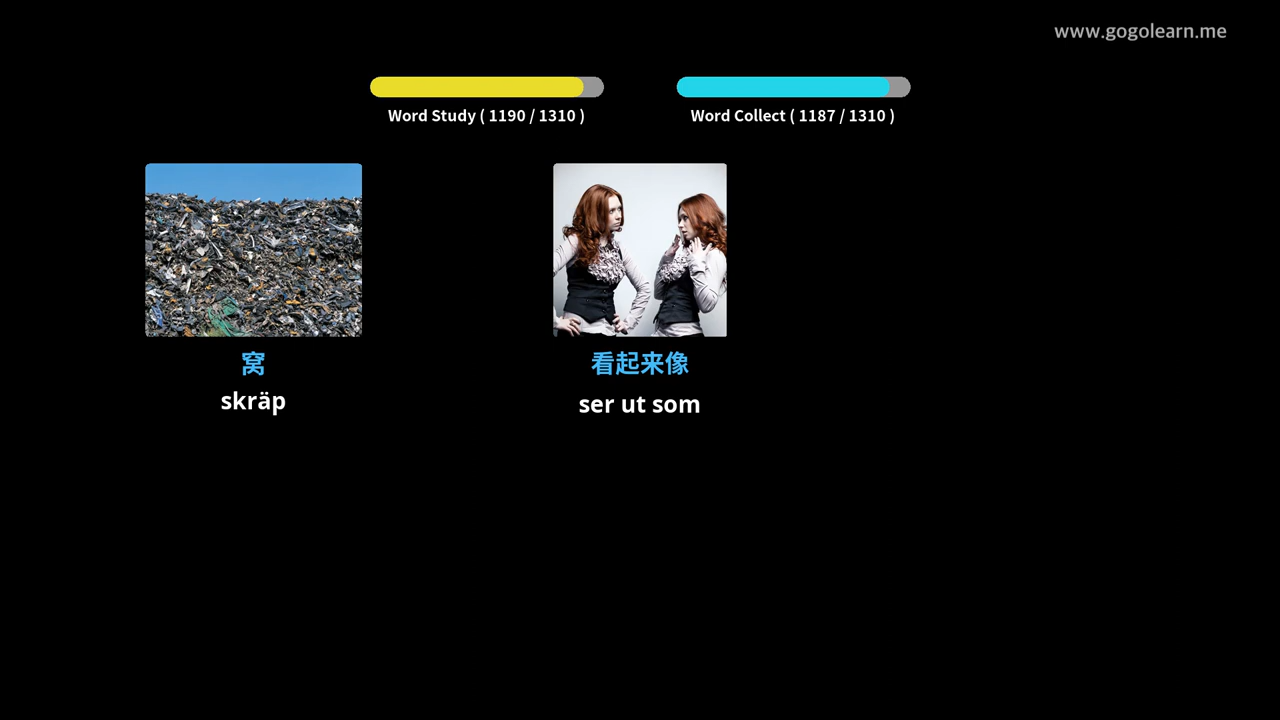 www.gogolearn.me
Word Study ( 1190 / 1310 )
Word Collect ( 1187 / 1310 )
窝
skräp
看起来像
ser ut som